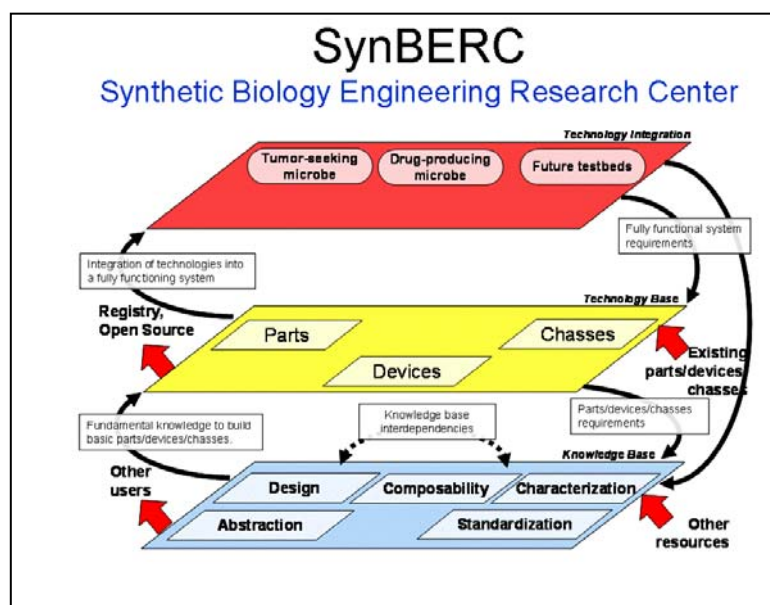 SynBERC
Synthetic Biology Engineering Research Center
Technology Integration
Tumor-seeking
microbe
Drug-producing
microbe
Future testbeds
Integration of technologies into
a fully functioning system
Fully functional system
requirements
Technology Base
Registry,
Open Source
Parts
Chasses
Devices
Existing
parts/devices
chasses
Fundamental knowledge to build
basic parts/devices/chasses.
Knowledge base
interdependencies
Parts/devices/chasses
requirements
Knowledge Base
Other
users
Design
Composability
Characterization
Abstraction
Standardization
Other
resources